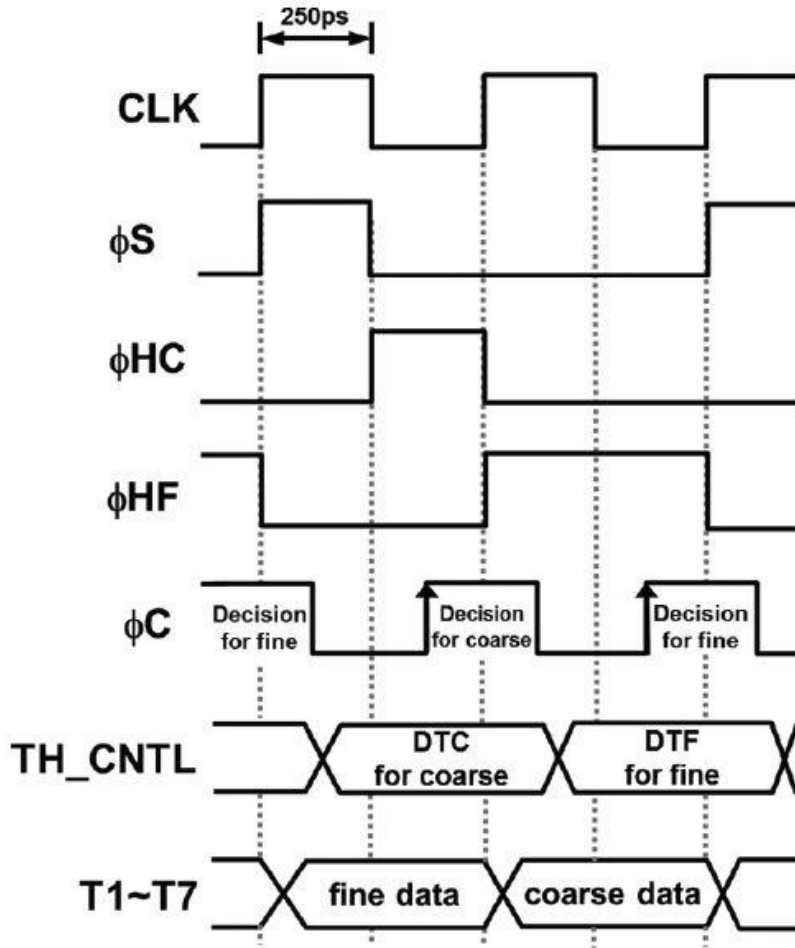 250ps
CLK
ϕS
ϕHC
ϕHF
ϕC
Decision
for fine
Decision
for coarse
Decision
for fine
TH_CNTL
DTC
for coarse
DTF
for fine
T1~T7
fine data
coarse data